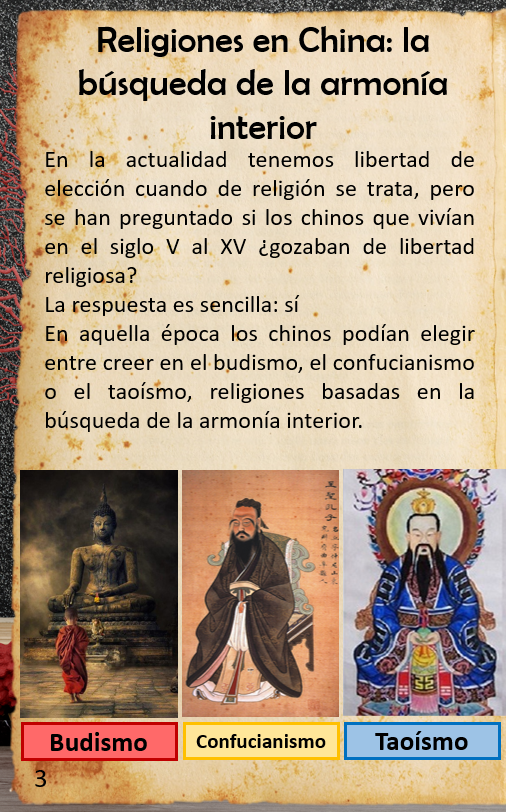 Religiones en China: la
búsqueda de la armonía
interior
En la actualidad tenemos libertad de
elección cuando de religión se trata, pero
se han preguntado si los chinos que vivían
en el siglo V al XV ¿gozaban de libertad
religiosa?
La respuesta es sencilla: sí
En aquella época los chinos podían elegir
entre creer en el budismo, el confucianismo
o el taoísmo, religiones basadas en la
búsqueda de la armonía interior.
Budismo
Confucianismo
Taoísmo
3